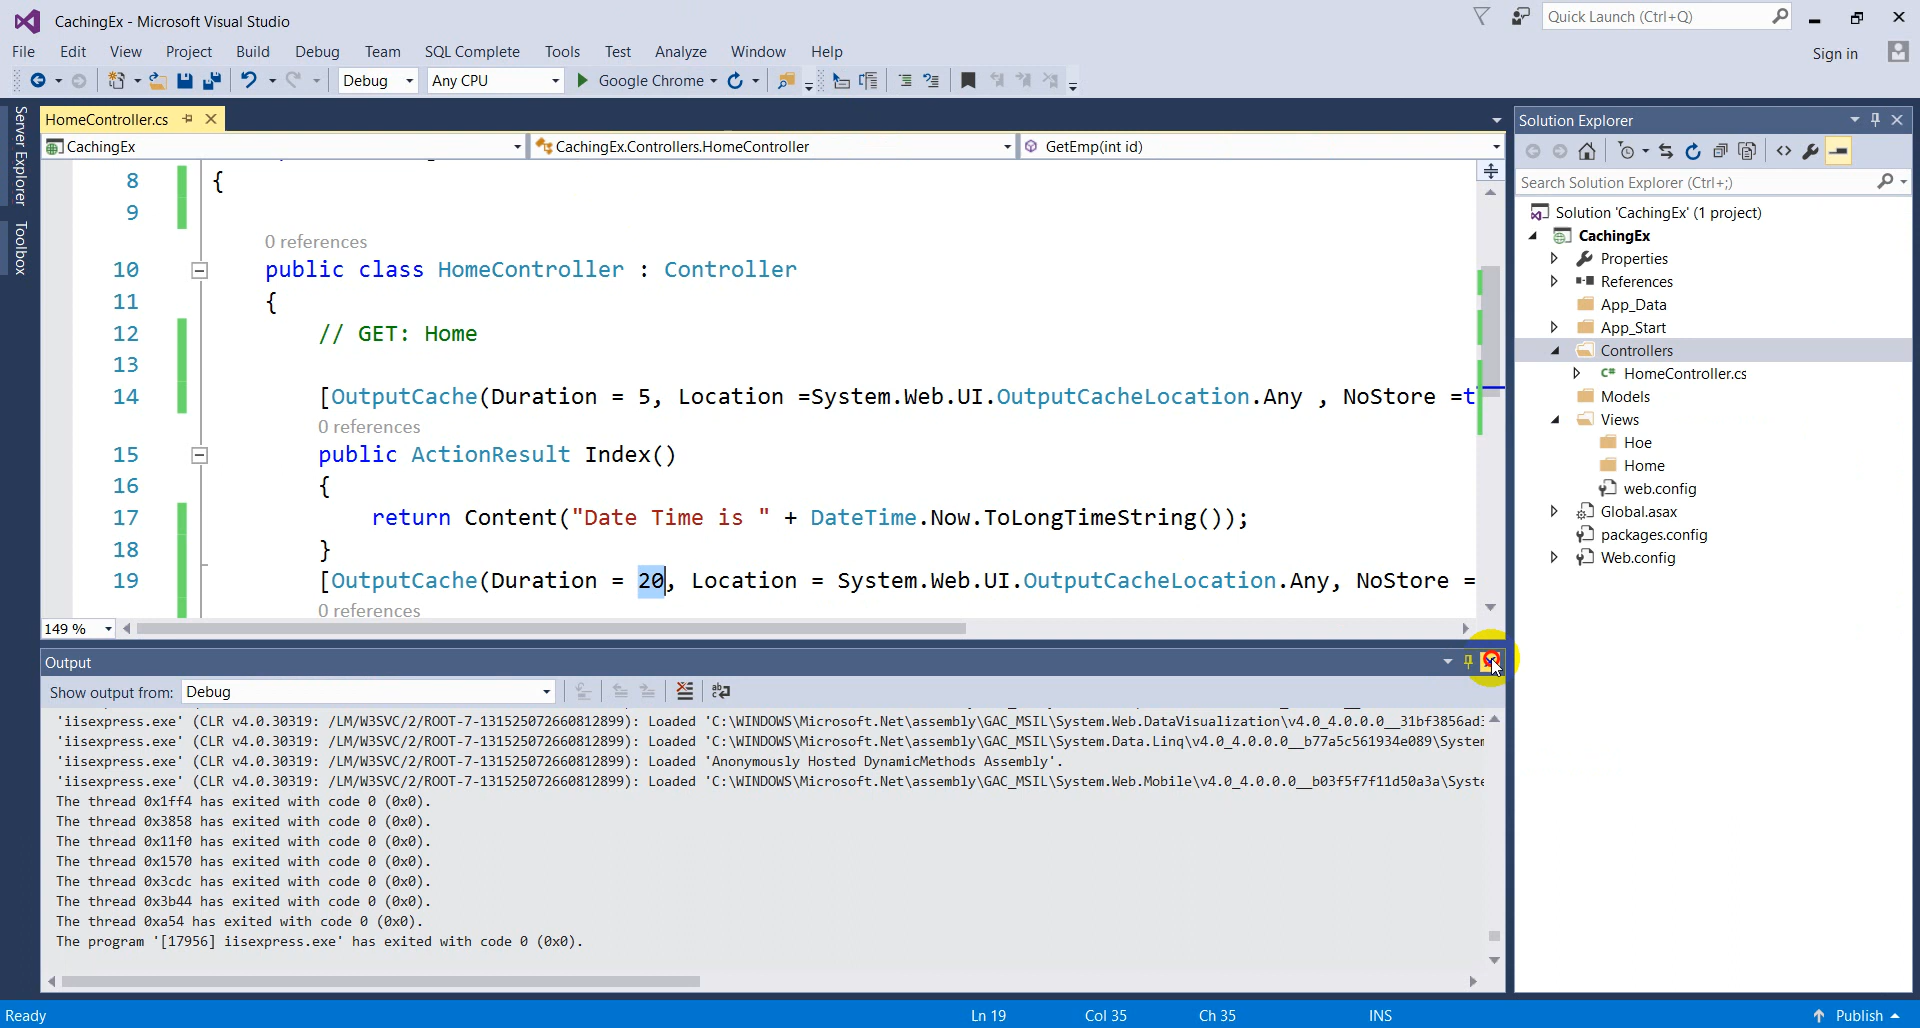 CachingEx - Microsoft Visual Studio
Quick Launch (Ctrl+Q)
File Edit View Project Build Debug Team SQL Complete Tools Test Analyze Window Help
Sign in
Debug Any CPU Google Chrome
Server Explorer
Toolbox
HomeController.cs
CachingEx CachingEx.Controllers.HomeController GetEmp(int id)
8 {
9
0 references
10 public class HomeController : Controller
11 {
12 // GET: Home
13
14 [OutputCache(Duration = 5, Location =System.Web.UI.OutputCacheLocation.Any , NoStore =t
0 references
15 public ActionResult Index()
16 {
17 return Content("Date Time is " + DateTime.Now.ToLongTimeString());
18 }
19 [OutputCache(Duration = 20, Location = System.Web.UI.OutputCacheLocation.Any, NoStore =
0 references
149 %
Output
Show output from: Debug
'iisexpress.exe' (CLR v4.0.30319: /LM/W3SVC/2/ROOT-7-131525072660812899): Loaded 'C:\WINDOWS\Microsoft.Net\assembly\GAC_MSIL\System.Web.DataVisualization\v4.0_4.0.0.0__31bf3856ad3
'iisexpress.exe' (CLR v4.0.30319: /LM/W3SVC/2/ROOT-7-131525072660812899): Loaded 'C:\WINDOWS\Microsoft.Net\assembly\GAC_MSIL\System.Data.Linq\v4.0_4.0.0.0__b77a5c561934e089\System
'iisexpress.exe' (CLR v4.0.30319: /LM/W3SVC/2/ROOT-7-131525072660812899): Loaded 'Anonymously Hosted DynamicMethods Assembly'.
'iisexpress.exe' (CLR v4.0.30319: /LM/W3SVC/2/ROOT-7-131525072660812899): Loaded 'C:\WINDOWS\Microsoft.Net\assembly\GAC_MSIL\System.Web.Mobile\v4.0_4.0.0.0__b03f5f7f11d50a3a\Syste
The thread 0x1ff4 has exited with code 0 (0x0).
The thread 0x3858 has exited with code 0 (0x0).
The thread 0x11f0 has exited with code 0 (0x0).
The thread 0x1570 has exited with code 0 (0x0).
The thread 0x3cdc has exited with code 0 (0x0).
The thread 0x3b44 has exited with code 0 (0x0).
The thread 0xa54 has exited with code 0 (0x0).
The program '[17956] iisexpress.exe' has exited with code 0 (0x0).
Solution Explorer
Search Solution Explorer (Ctrl+;)
Solution 'CachingEx' (1 project)
CachingEx
Properties
References
App_Data
App_Start
Controllers
C# HomeController.cs
Models
Views
Hoe
Home
web.config
Global.asax
packages.config
Web.config
Ready Ln 19 Col 35 Ch 35 INS Publish